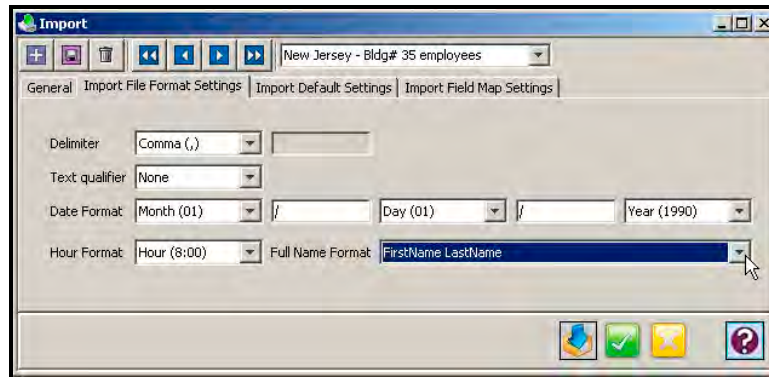 Import
New Jersey - Bldg# 35 employees
General Import File Format Settings Import Default Settings Import Field Map Settings
Delimiter Comma (,)
Text qualifier None
Date Format Month (01) / Day (01) / Year (1990)
Hour Format Hour (8:00) Full Name Format FirstName LastName
?